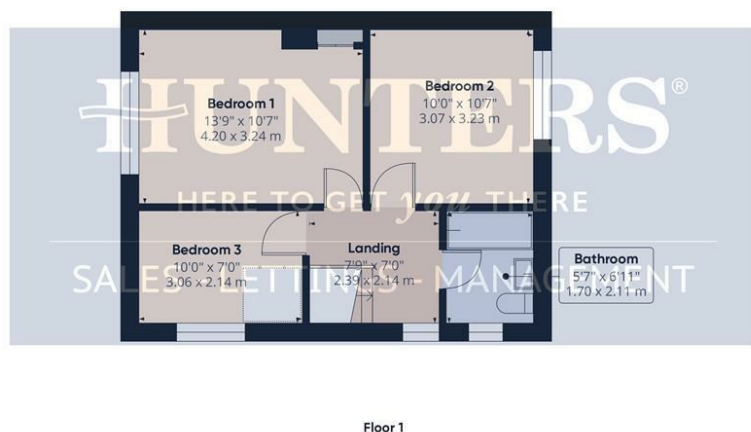 HUNTERS®
HERE TO GET you THERE
SALES - LETTINGS - MANAGEMENT
Bedroom 1
13'9" x 10'7"
4.20 x 3.24 m
Bedroom 2
10'0" x 10'7"
3.07 x 3.23 m
Bedroom 3
10'0" x 7'0"
3.06 x 2.14 m
Landing
7'9" x 7'0"
2.39 x 2.14 m
Bathroom
5'7" x 6'11"
1.70 x 2.11 m
Floor 1